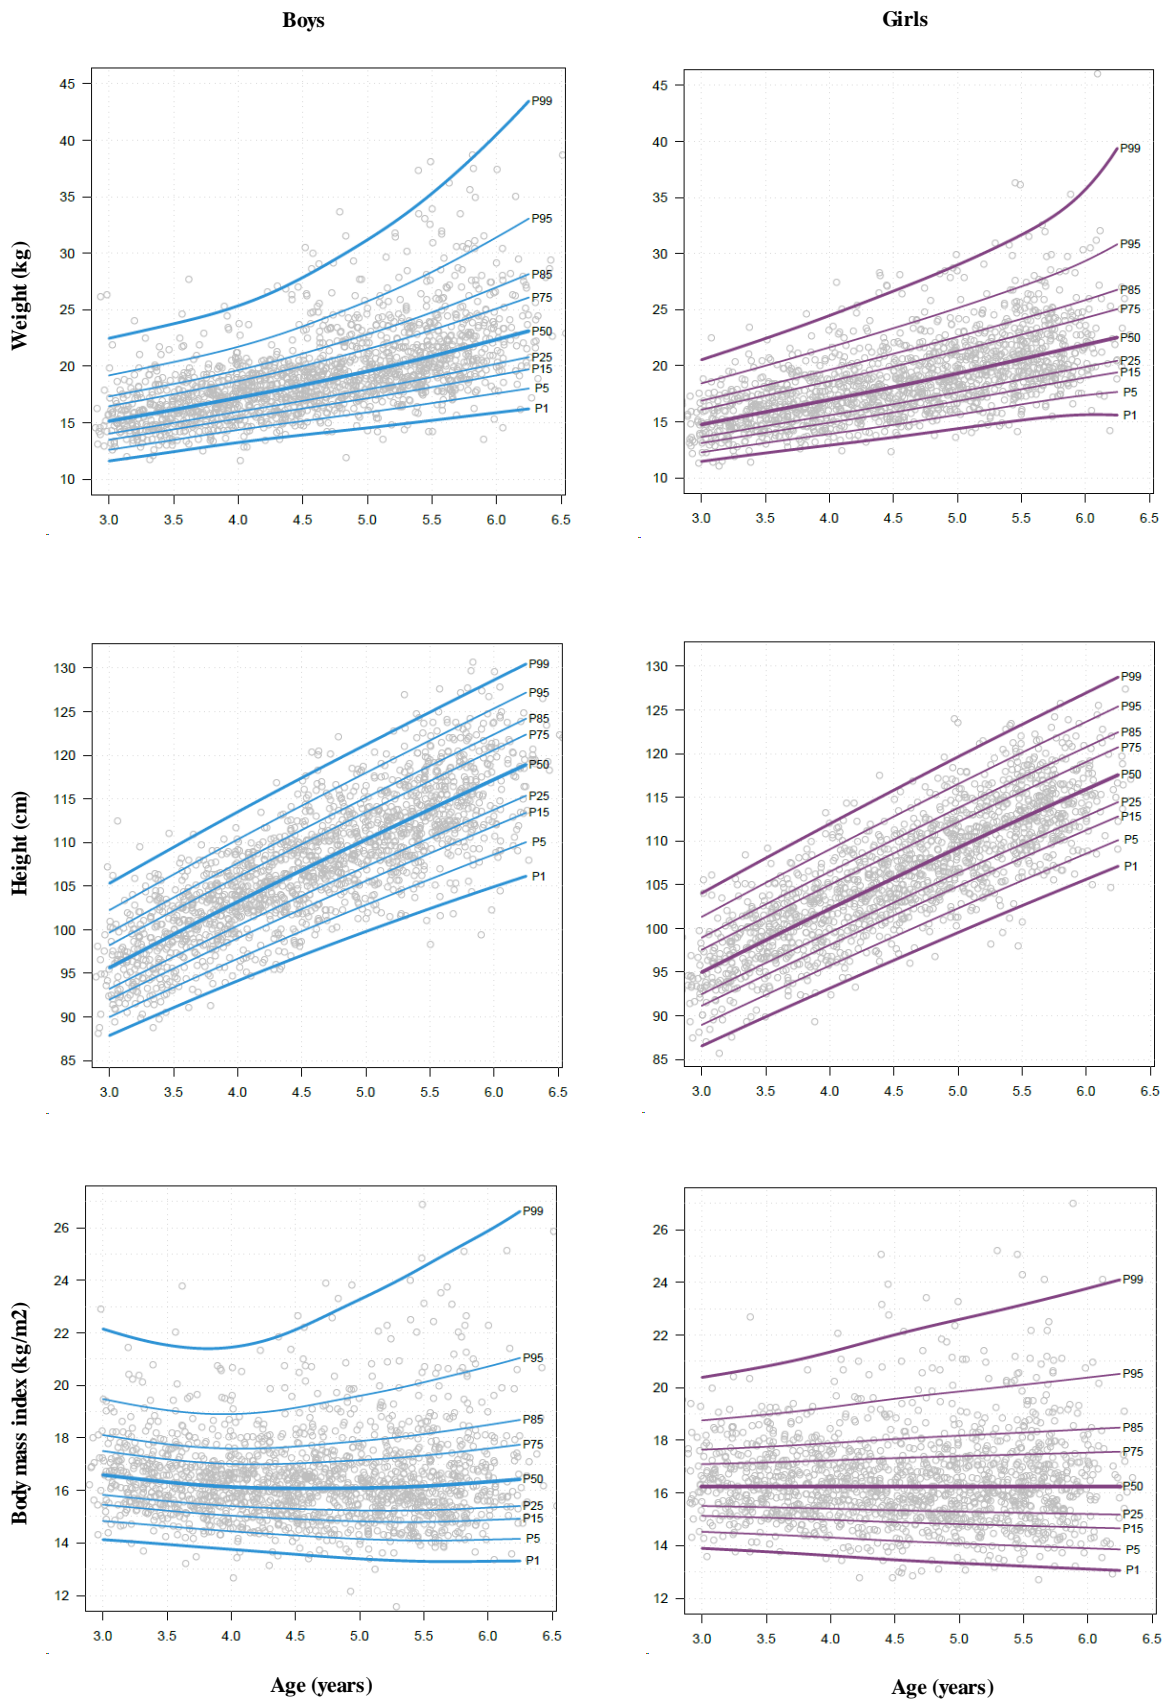 Boys Girls
Weight (kg)
45
40
35
30
25
20
15
10
P99
P95
P85
P75
P50
P25
P15
P5
P1
3.0 3.5 4.0 4.5 5.0 5.5 6.0 6.5
45
40
35
30
25
20
15
10
P99
P95
P85
P75
P50
P25
P15
P5
P1
3.0 3.5 4.0 4.5 5.0 5.5 6.0 6.5
Height (cm)
130
125
120
115
110
105
100
95
90
85
P99
P95
P85
P75
P50
P25
P15
P5
P1
3.0 3.5 4.0 4.5 5.0 5.5 6.0 6.5
130
125
120
115
110
105
100
95
90
85
P99
P95
P85
P75
P50
P25
P15
P5
P1
3.0 3.5 4.0 4.5 5.0 5.5 6.0 6.5
Body mass index (kg/m2)
26
24
22
20
18
16
14
12
P99
P95
P85
P75
P50
P25
P15
P5
P1
3.0 3.5 4.0 4.5 5.0 5.5 6.0 6.5
26
24
22
20
18
16
14
12
P99
P95
P85
P75
P50
P25
P15
P5
P1
3.0 3.5 4.0 4.5 5.0 5.5 6.0 6.5
Age (years) Age (years)